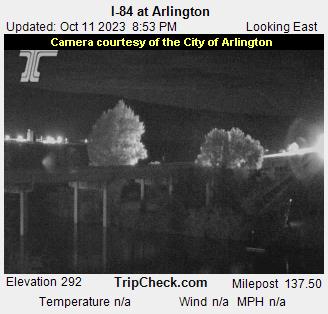 I-84 at Arlington
Updated: Oct 11 2023 8:53 PM Looking East
Camera courtesy of the City of Arlington
Elevation 292 TripCheck.com Milepost 137.50
Temperature n/a Wind n/a MPH n/a